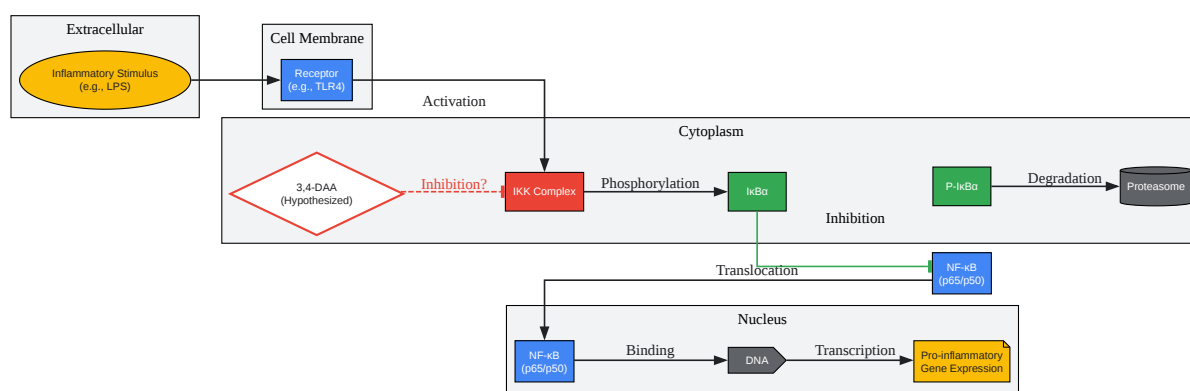 Extracellular
Inflammatory Stimulus
(e.g., LPS)
Cell Membrane
Receptor
(e.g., TLR4)
Activation
Cytoplasm
3,4-DAA
(Hypothesized)
Inhibition?
IKK Complex
Phosphorylation
IκBα
Inhibition
P-IκBα
Degradation
Proteasome
Translocation
NF-κB
(p65/p50)
Nucleus
NF-κB
(p65/p50)
Binding
DNA
Transcription
Pro-inflammatory
Gene Expression